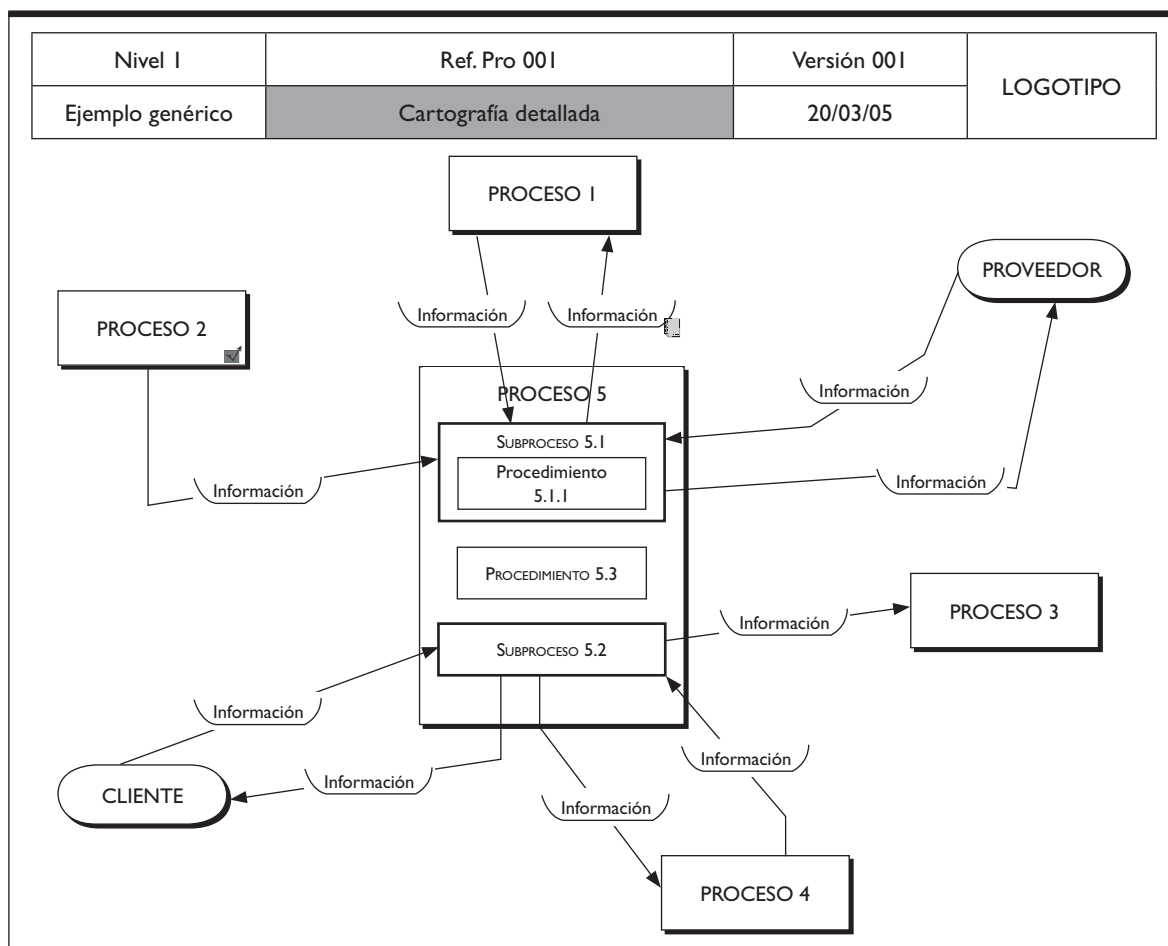 Nivel 1
Ref. Pro 001
Versión 001
LOGOTIPO
Ejemplo genérico
Cartografía detallada
20/03/05
PROCESO 1
PROVEEDOR
PROCESO 2
Información
Información
PROCESO 5
Información
SUBPROCESO 5.1
Procedimiento
5.1.1
Información
Información
PROCEDIMIENTO 5.3
PROCESO 3
Información
SUBPROCESO 5.2
Información
Información
CLIENTE
Información
Información
PROCESO 4